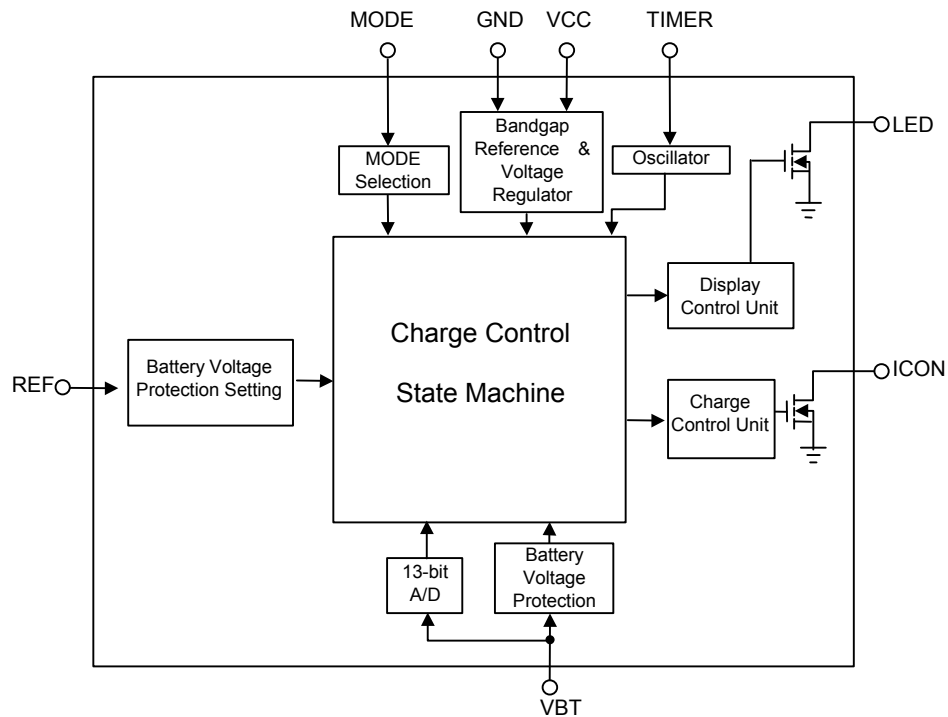 MODE
GND
VCC
TIMER
LED
MODE
Selection
Bandgap
Reference &
Voltage
Regulator
Oscillator
Display
Control Unit
Charge Control
State Machine
REF
Battery Voltage
Protection Setting
ICON
Charge
Control Unit
13-bit
A/D
Battery
Voltage
Protection
VBT